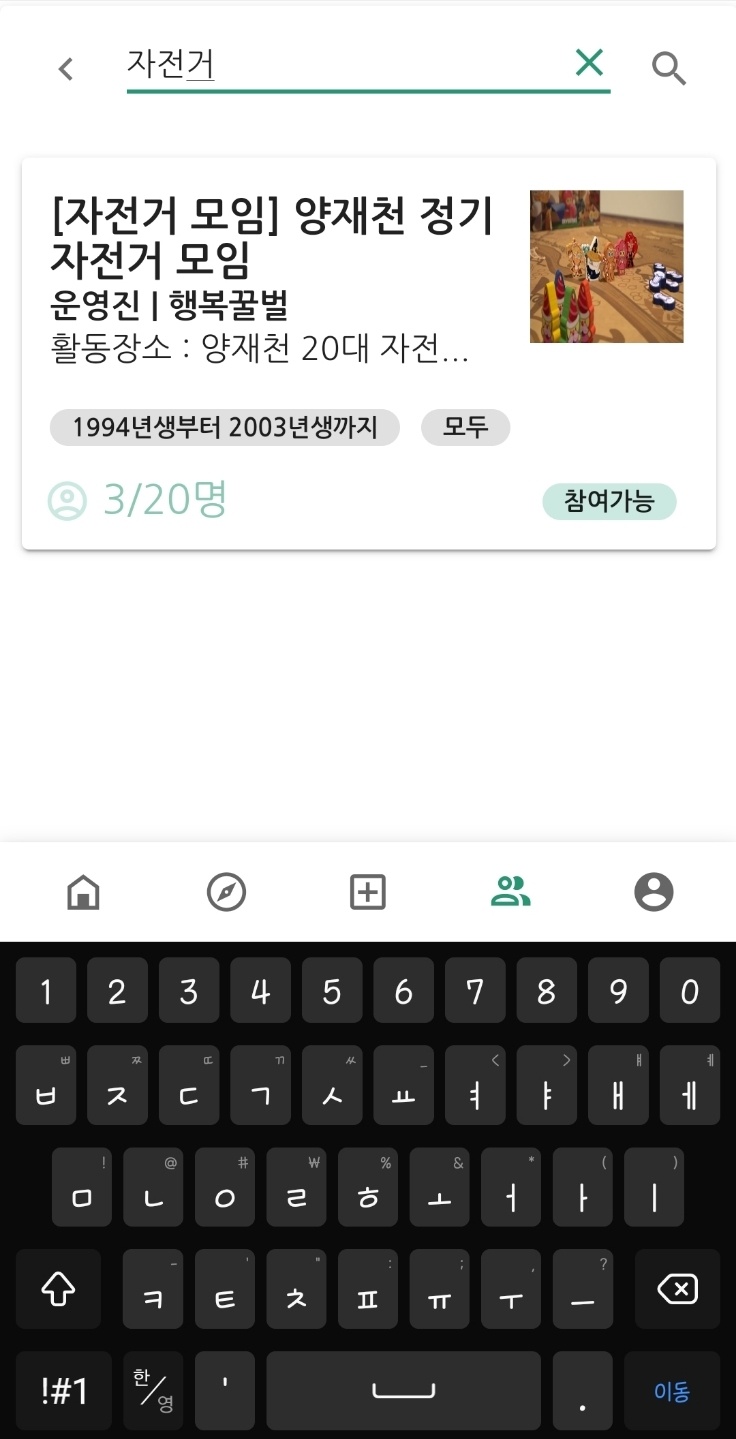 자전거
[자전거 모임] 양재천 정기
자전거 모임
운영진 | 행복꿀벌
활동장소 : 양재천 20대 자전...
1994년생부터 2003년생까지 모두
3/20명 참여가능
1 2 3 4 5 6 7 8 9 0
ㅃ ㅉ ㄸ ㄲ ㅆ _ < > ㅒ ㅖ
ㅂ ㅈ ㄷ ㄱ ㅅ ㅛ ㅕ ㅑ ㅐ ㅔ
! @ # ₩ % & * ( )
ㅁ ㄴ ㅇ ㄹ ㅎ ㅗ ㅓ ㅏ ㅣ
- ' " : ; , ?
ㅋ ㅌ ㅊ ㅍ ㅠ ㅜ ㅡ
!#1 한/영 ' . 이동